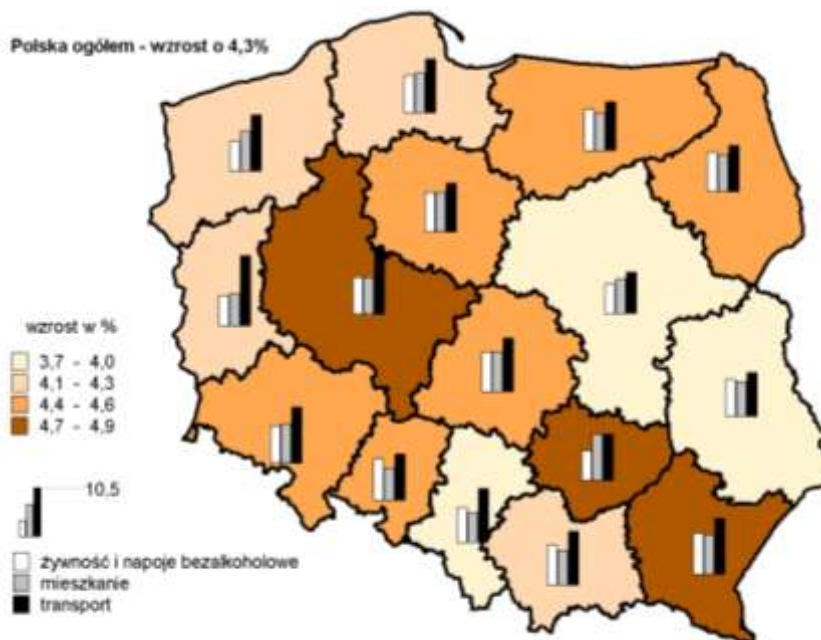 Polska ogółem - wzrost o 4,3%
wzrost w %
3,7 - 4,0
4,1 - 4,3
4,4 - 4,6
4,7 - 4,9
10,5
żywność i napoje bezalkoholowe
mieszkanie
transport